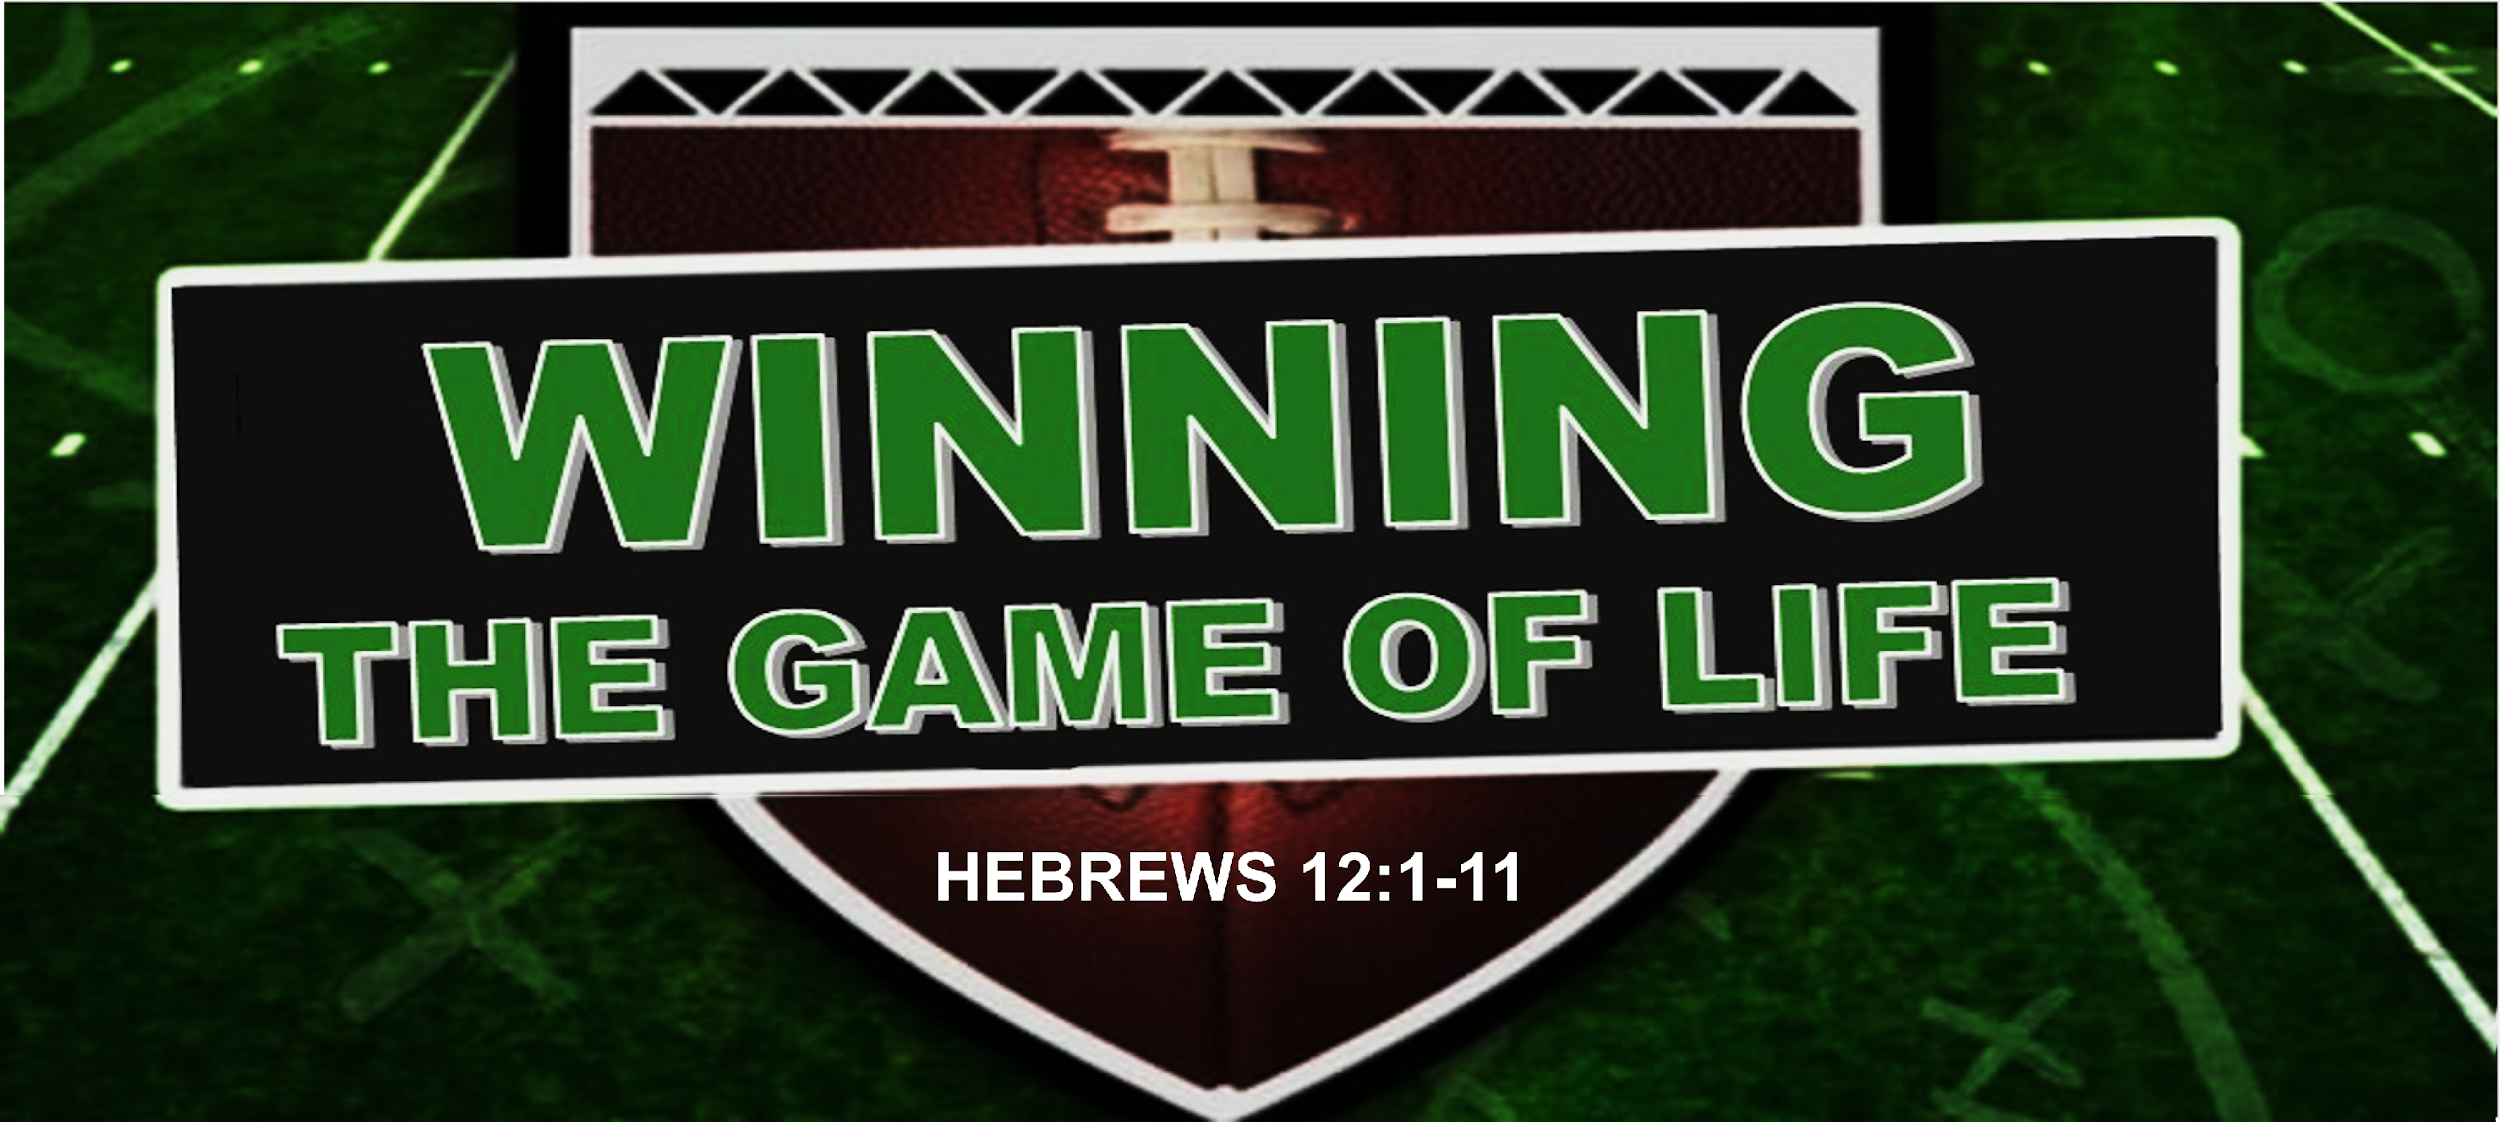 WINNING
THE GAME OF LIFE
HEBREWS 12:1-11